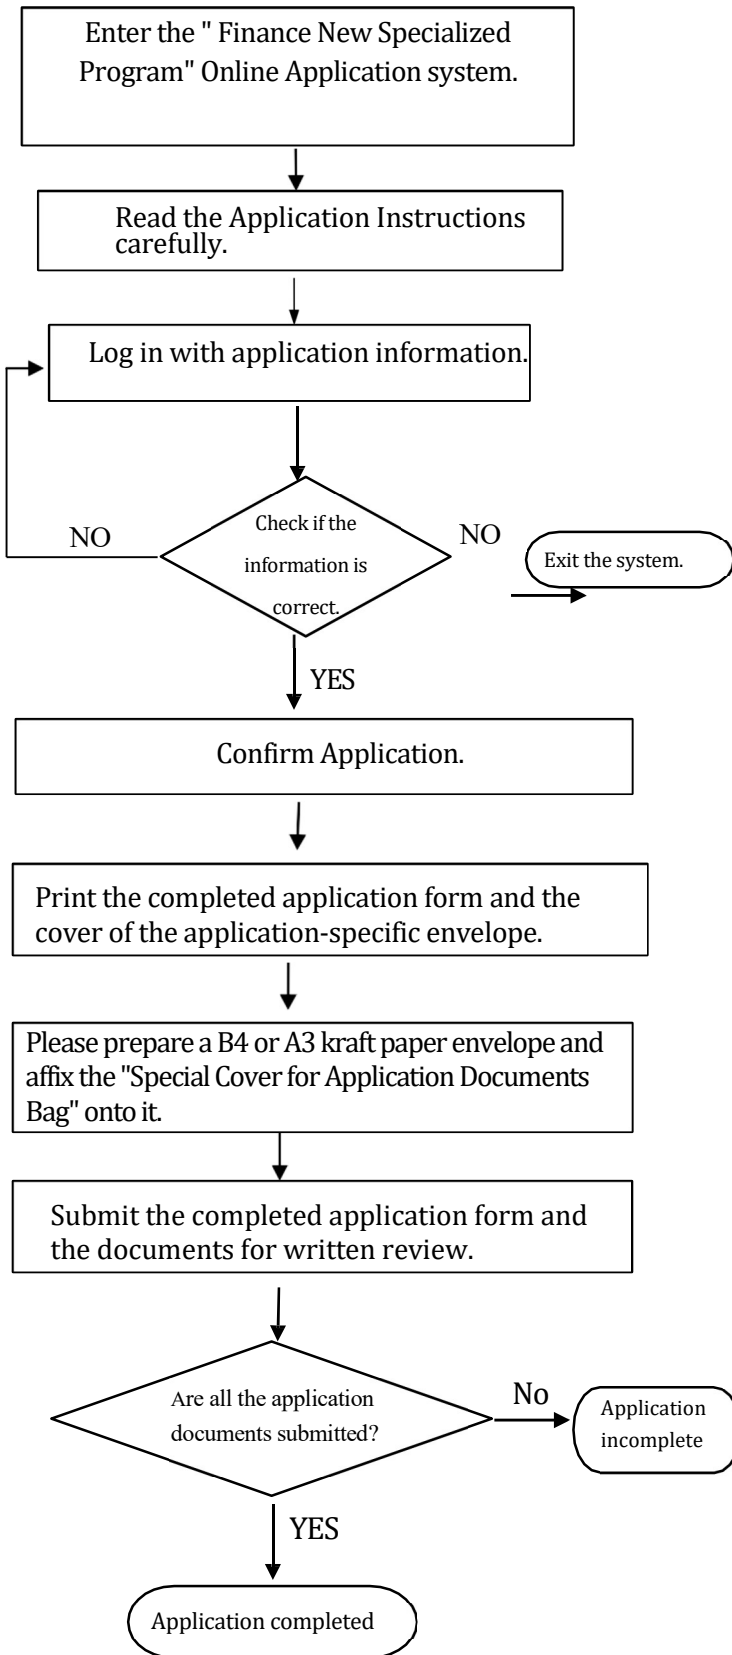 Enter the " Finance New Specialized
Program" Online Application system.
Read the Application Instructions
carefully.
Log in with application information.
Check if the
information is
correct.
NO
NO
Exit the system.
YES
Confirm Application.
Print the completed application form and the
cover of the application-specific envelope.
Please prepare a B4 or A3 kraft paper envelope and
affix the "Special Cover for Application Documents
Bag" onto it.
Submit the completed application form and
the documents for written review.
Are all the application
documents submitted?
No
Application
incomplete
YES
Application completed